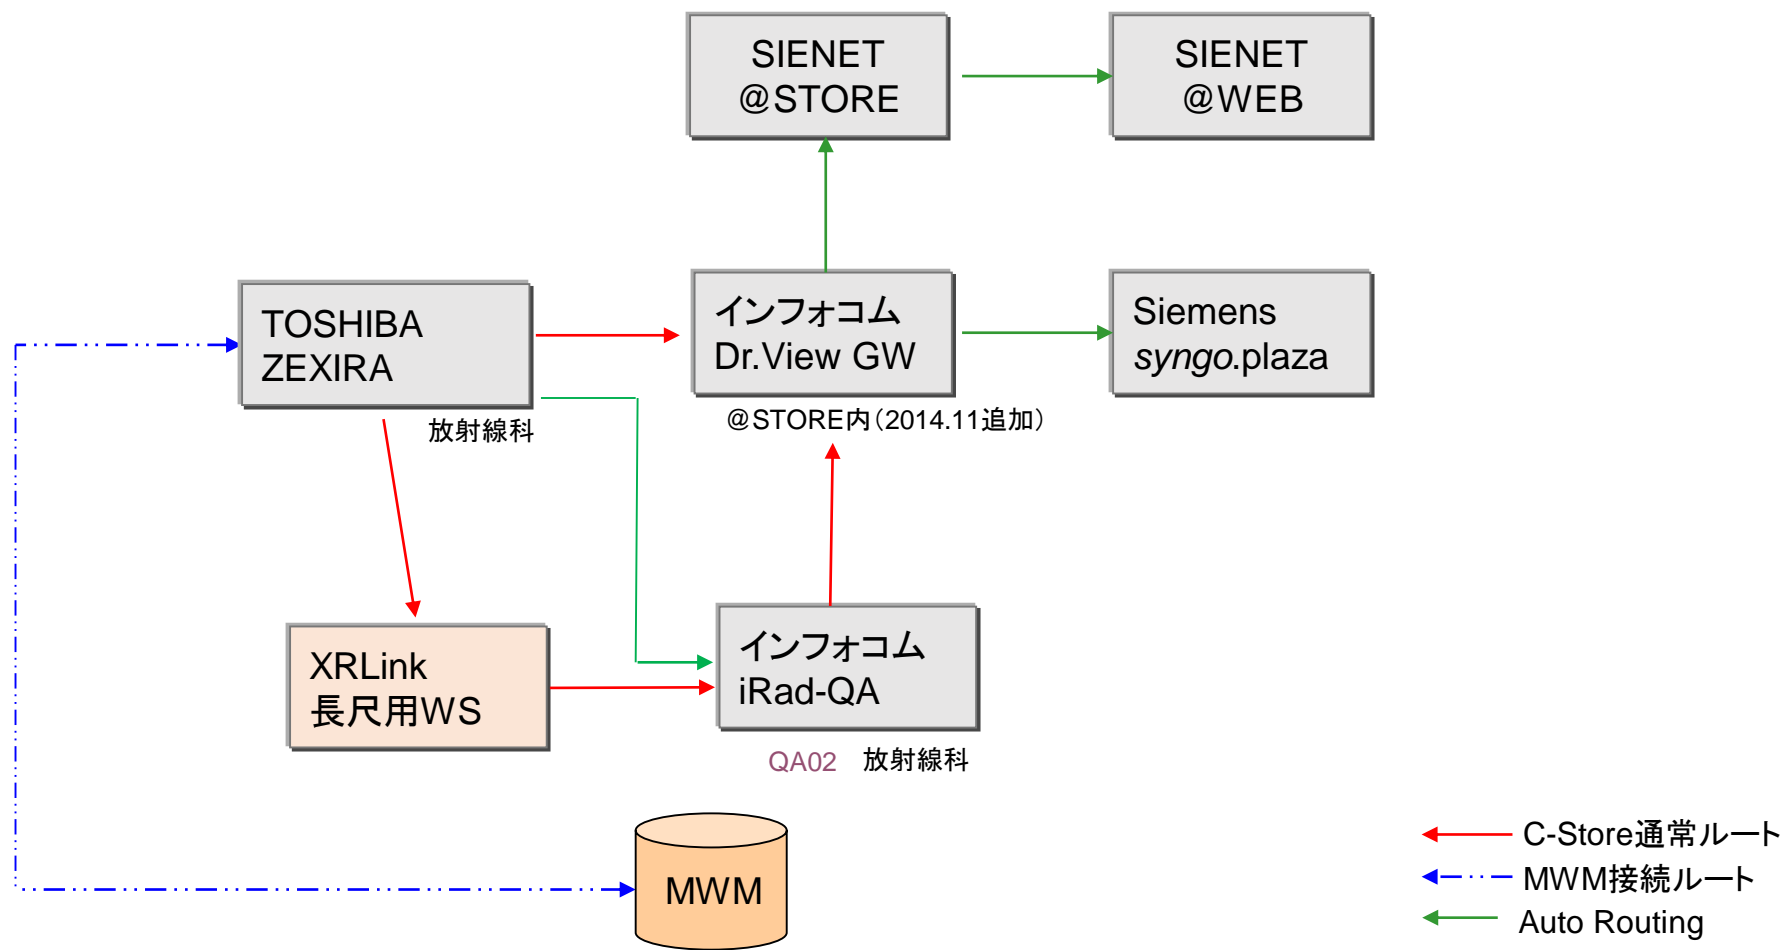 SIENET
@STORE
SIENET
@WEB
TOSHIBA
ZEXIRA
放射線科
インフォコム
Dr.View GW
@STORE内(2014.11追加)
Siemens
syngo.plaza
XRLink
長尺用WS
インフォコム
iRad-QA
QA02 放射線科
MWM
C-Store通常ルート
MWM接続ルート
Auto Routing